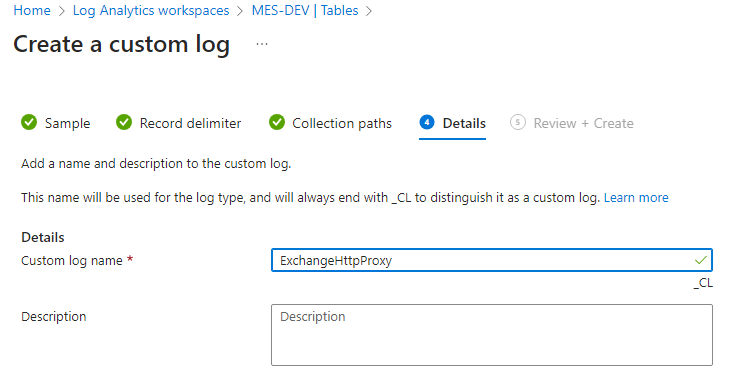 Home > Log Analytics workspaces > MES-DEV | Tables >
Create a custom log ...
Sample Record delimiter Collection paths 4 Details 5 Review + Create
Add a name and description to the custom log.
This name will be used for the log type, and will always end with _CL to distinguish it as a custom log. Learn more
Details
Custom log name * ExchangeHttpProxy
_CL
Description Description